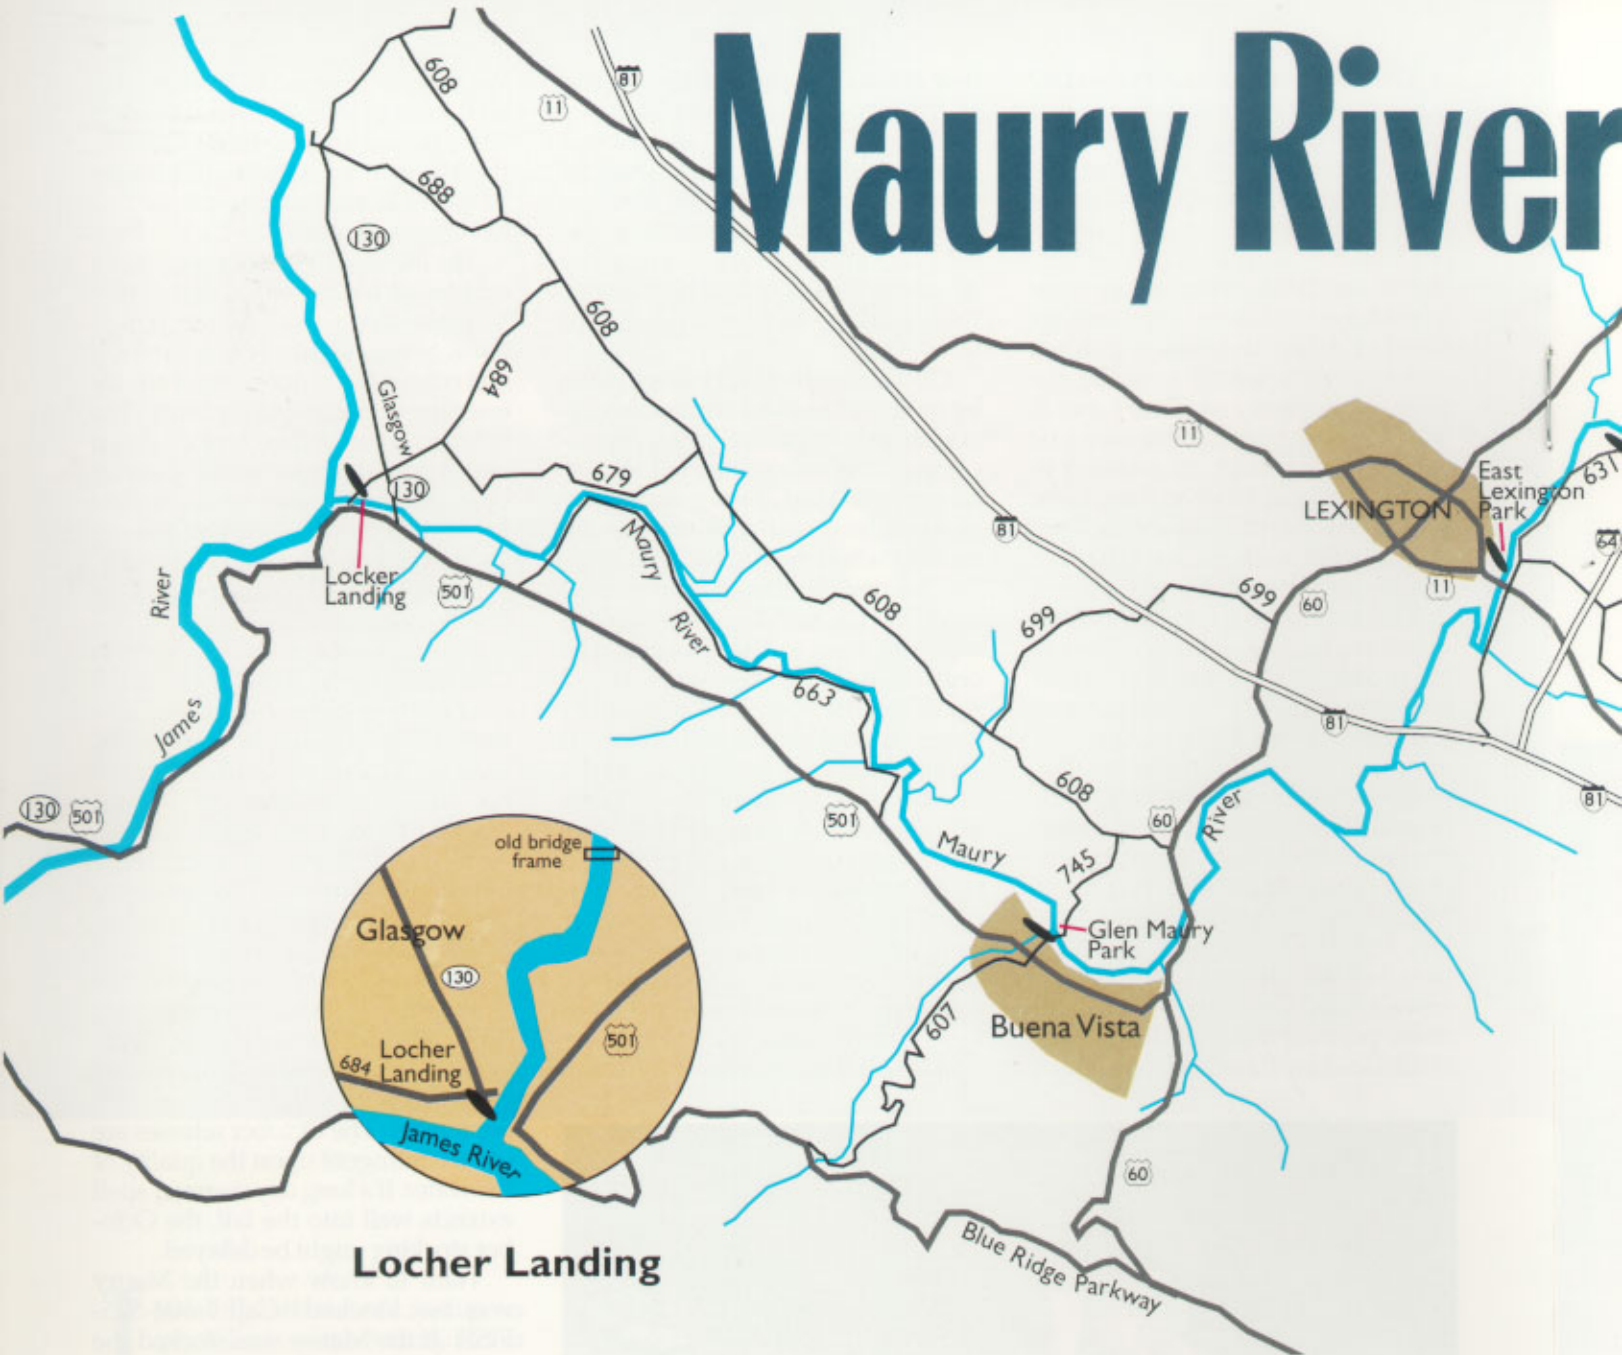 Maury River
608
81
11
688
130
608
684
Glasgow
679
130
11
East
Lexington
Park
631
LEXINGTON
64
81
Maury
River
Locker
Landing
501
River
608
699
699
60
11
663
James
81
81
130
501
501
608
60
River
old bridge
frame
Maury
745
Glasgow
130
Glen Maury
Park
501
607
Buena Vista
Locher
Landing
684
James River
60
Blue Ridge Parkway
Locher Landing